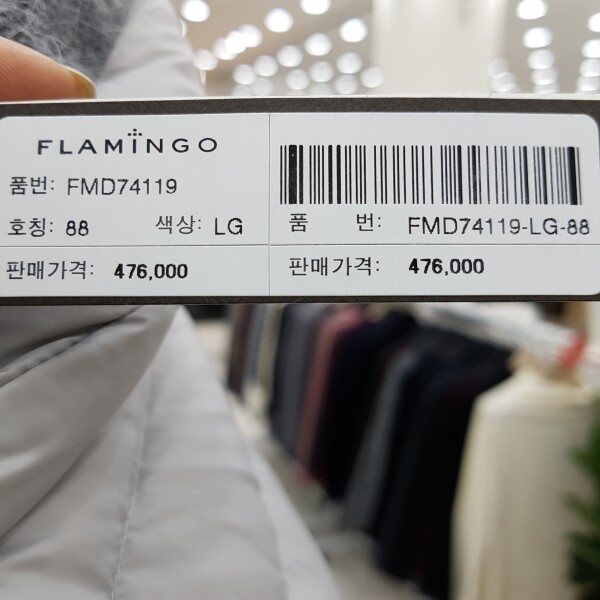 FLAMINGO
품번: FMD74119
호칭: 88 색상: LG
판매가격: 476,000
품 번: FMD74119-LG-88
판매가격: 476,000